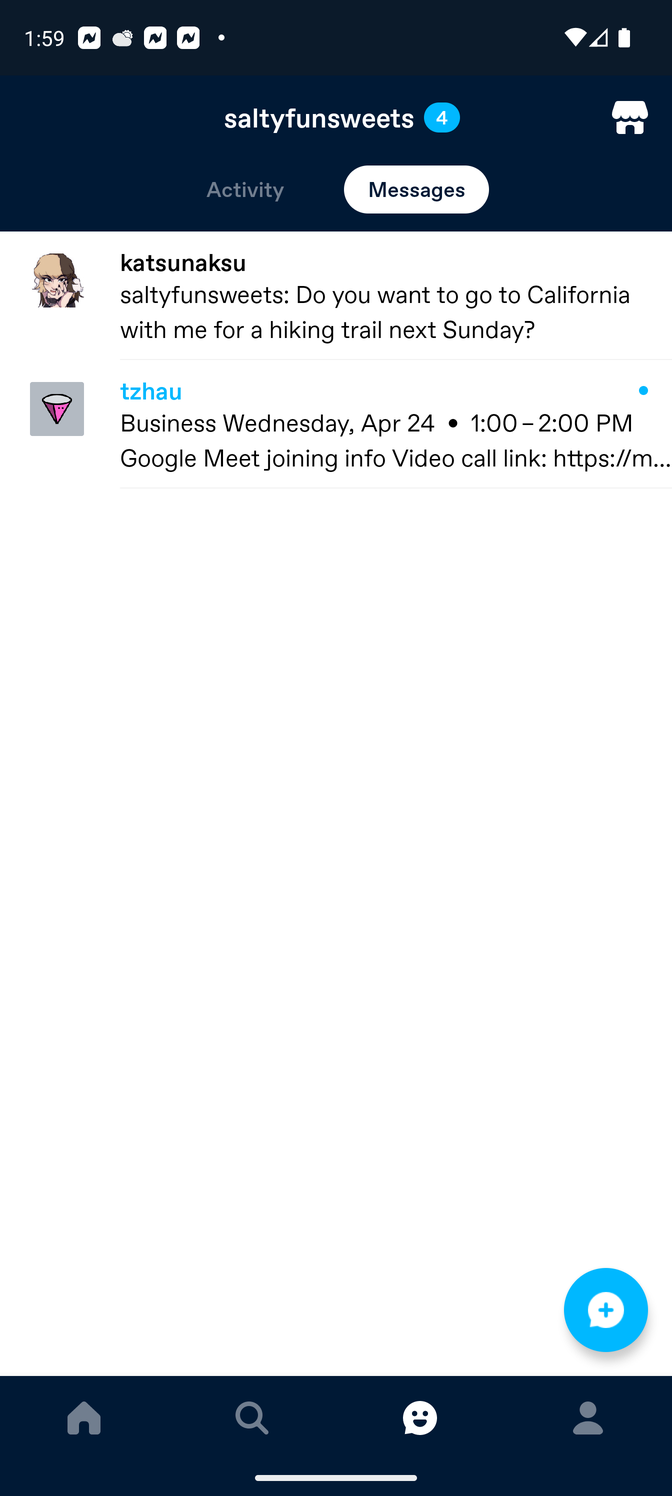 1:59
saltyfunsweets 4
Activity Messages
katsunaksu
saltyfunsweets: Do you want to go to California
with me for a hiking trail next Sunday?
tzhau
Business Wednesday, Apr 24 • 1:00 – 2:00 PM
Google Meet joining info Video call link: https://m...